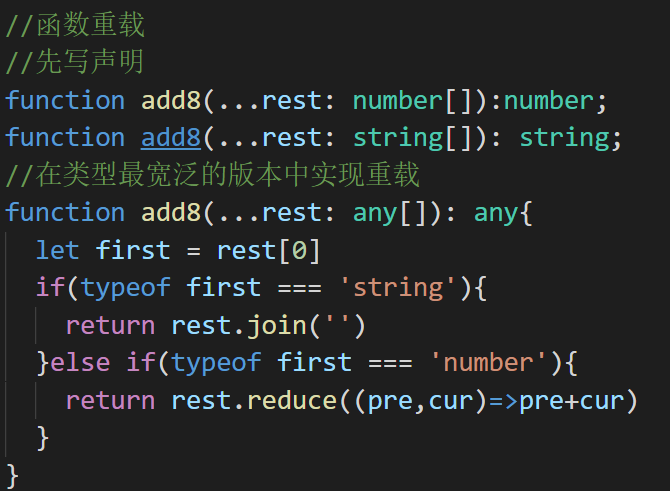 //函数重载
//先写声明
function add8(...rest: number[]):number;
function add8(...rest: string[]): string;
//在类型最宽泛的版本中实现重载
function add8(...rest: any[]): any{
  let first = rest[0]
  if(typeof first === 'string'){
    return rest.join('')
  }else if(typeof first === 'number'){
    return rest.reduce((pre,cur)=>pre+cur)
  }
}